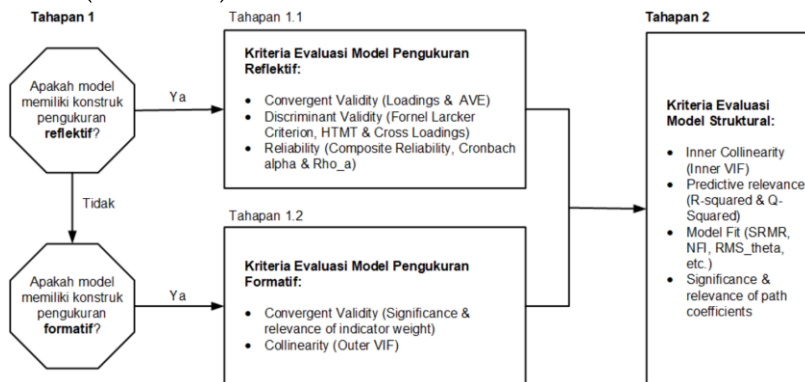 Tahapan 1
Apakah model
memiliki konstruk
pengukuran
reflektif?
Ya
Tidak
Apakah model
memiliki konstruk
pengukuran
formatif?
Ya
Tahapan 1.1
Kriteria Evaluasi Model Pengukuran
Reflektif:
• Convergent Validity (Loadings & AVE)
• Discriminant Validity (Fornel Larcker
Criterion, HTMT & Cross Loadings)
• Reliability (Composite Reliability, Cronbach
alpha & Rho_a)
Tahapan 1.2
Kriteria Evaluasi Model Pengukuran
Formatif:
• Convergent Validity (Significance &
relevance of indicator weight)
• Collinearity (Outer VIF)
Tahapan 2
Kriteria Evaluasi
Model Struktural:
• Inner Collinearity
(Inner VIF)
• Predictive relevance
(R-squared & Q-
Squared)
• Model Fit (SRMR,
NFI, RMS_theta,
etc.)
• Significance &
relevance of path
coefficients